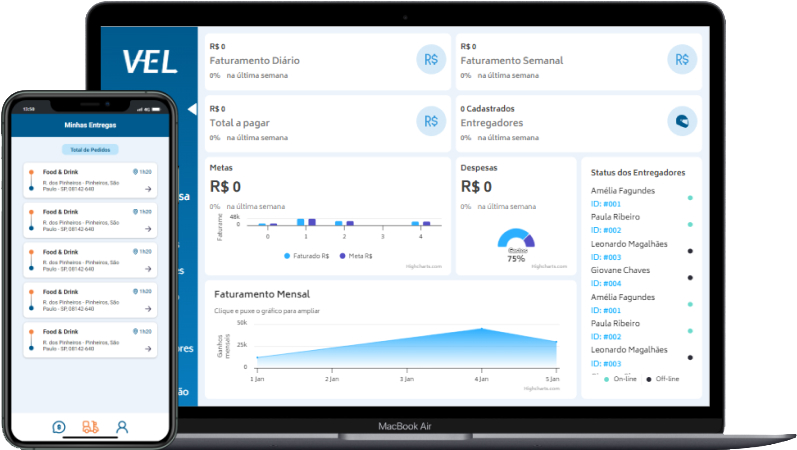 VEL
R$ 0
Faturamento Diário
0% na última semana
R$
R$ 0
Faturamento Semanal
0% na última semana
R$
R$ 0
Total a pagar
0% na última semana
R$
0 Cadastrados
Entregadores
0% na última semana
Metas
R$ 0
0% na última semana
Faturame
48k
0
0 1 2 3 4
Faturado R$ Meta R$
Highcharts.com
Despesas
R$ 0
0% na última semana
75%
Highcharts.com
Status dos Entregadores
Amélia Fagundes
ID: #001
Paula Ribeiro
ID: #002
Leonardo Magalhães
ID: #003
Giovane Chaves
ID: #004
Amélia Fagundes
ID: #001
Paula Ribeiro
ID: #002
Leonardo Magalhães
ID: #003
On-line Off-line
Faturamento Mensal
Clique e puxe o gráfico para ampliar
Ganhos
mensais
50k
25k
0
1 Jan 2 Jan 3 Jan 4 Jan 5 Jan
Highcharts.com
sa
s
es
o
ores
ão
MacBook Air
13:58 4G
Minhas Entregas
Total de Pedidos
Food & Drink 1h20
R. dos Pinheiros - Pinheiros, São
Paulo - SP, 08142-640
Food & Drink 1h20
R. dos Pinheiros - Pinheiros, São
Paulo - SP, 08142-640
Food & Drink 1h20
R. dos Pinheiros - Pinheiros, São
Paulo - SP, 08142-640
Food & Drink 1h20
R. dos Pinheiros - Pinheiros, São
Paulo - SP, 08142-640
Food & Drink 1h20
R. dos Pinheiros - Pinheiros, São
Paulo - SP, 08142-640